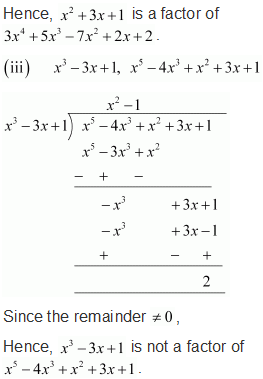 Hence, x² + 3x + 1 is a factor of
3x⁴ + 5x³ − 7x² + 2x + 2.
(iii) x³ − 3x + 1, x⁵ − 4x³ + x² + 3x + 1
x² − 1
x³ − 3x + 1) x⁵ − 4x³ + x² + 3x + 1
x⁵ − 3x³ + x²
− + −
−x³ + 3x + 1
−x³ + 3x − 1
+ − +
2
Since the remainder ≠ 0,
Hence, x³ − 3x + 1 is not a factor of
x⁵ − 4x³ + x² + 3x + 1.